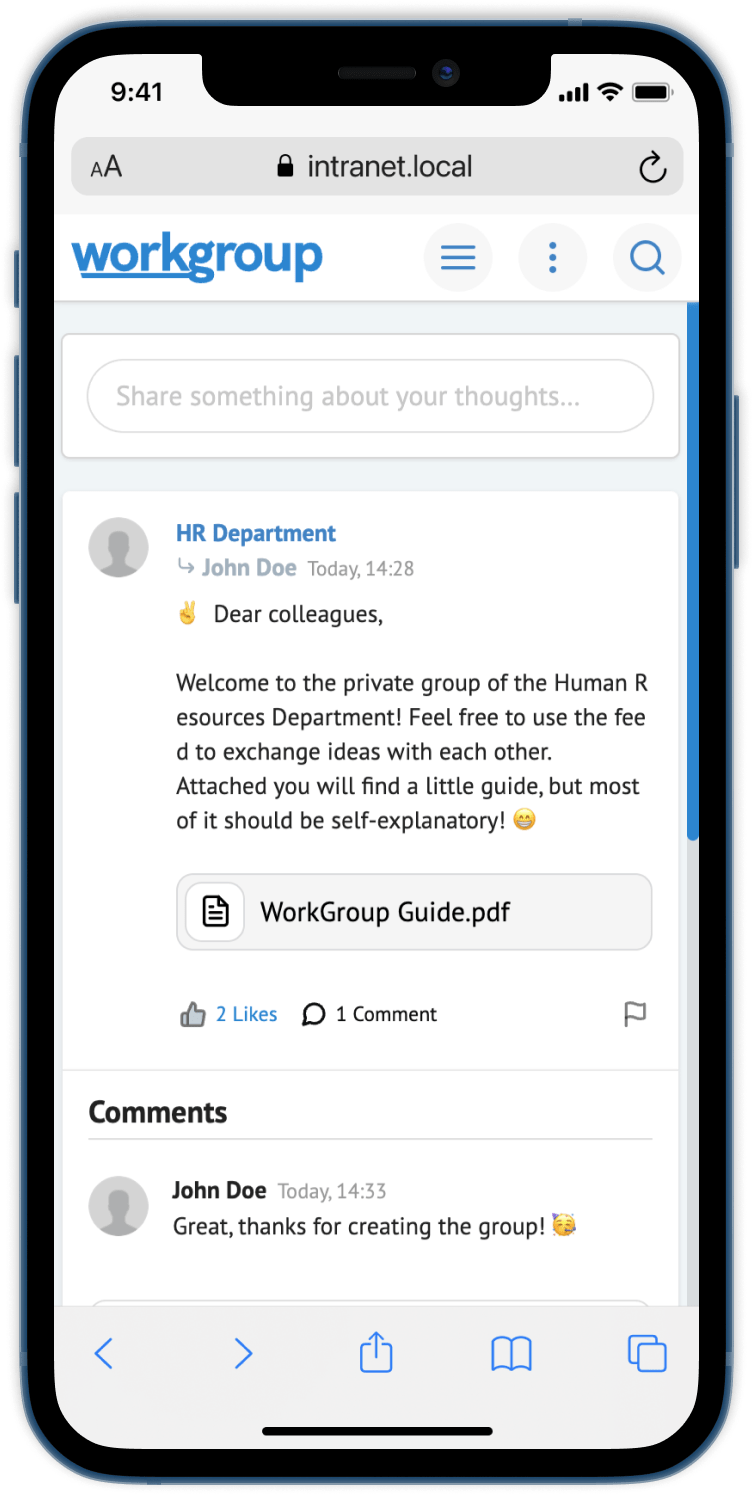 9:41
AA intranet.local
workgroup
Share something about your thoughts...
HR Department
John Doe Today, 14:28
✌️ Dear colleagues,
Welcome to the private group of the Human R
esources Department! Feel free to use the fee
d to exchange ideas with each other.
Attached you will find a little guide, but most
of it should be self-explanatory! 😁
WorkGroup Guide.pdf
2 Likes 1 Comment
Comments
John Doe Today, 14:33
Great, thanks for creating the group! 🥳